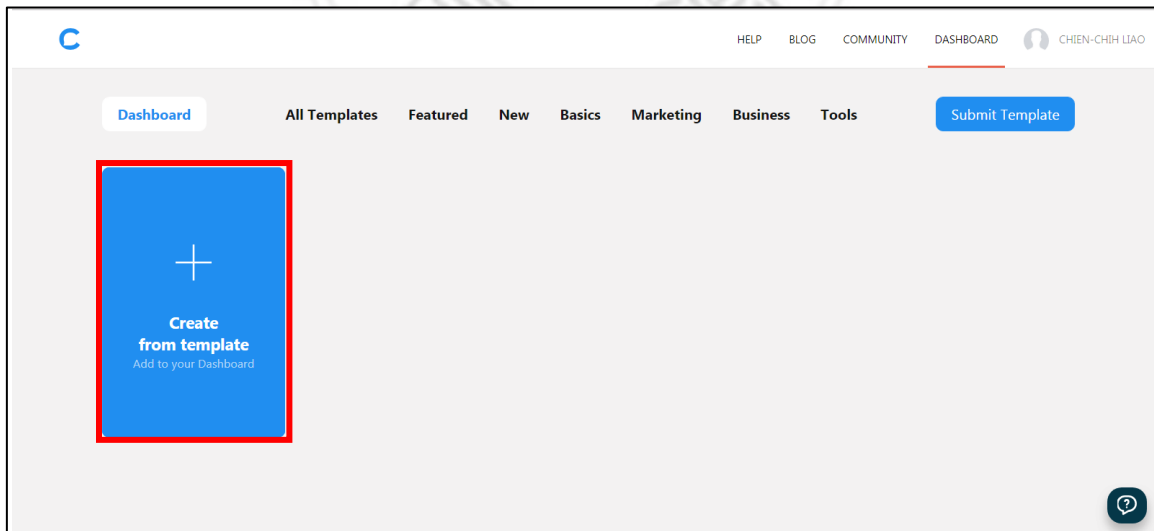 HELP BLOG COMMUNITY DASHBOARD CHIEN-CHIH LIAO
Dashboard All Templates Featured New Basics Marketing Business Tools Submit Template
Create
from template
Add to your Dashboard